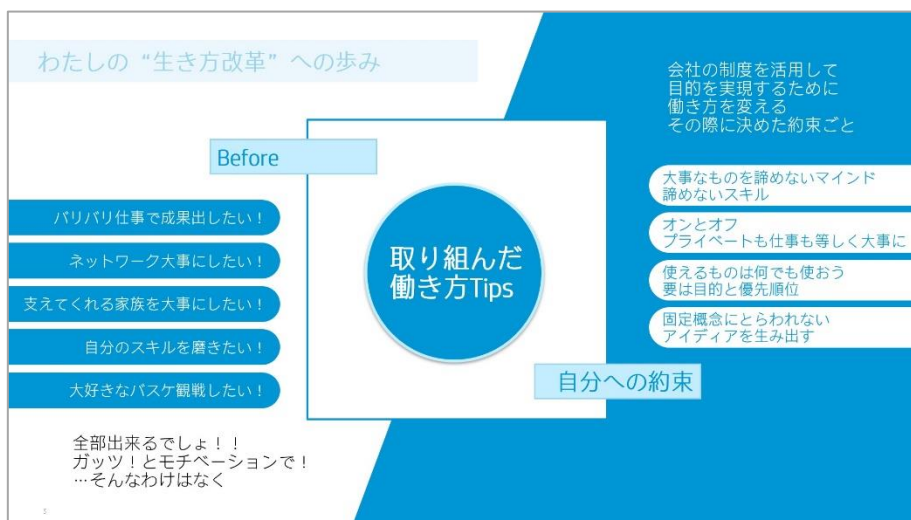 わたしの “生き方改革” への歩み
Before
バリバリ仕事で成果出したい！
ネットワーク大事にしたい！
支えてくれる家族を大事にしたい！
自分のスキルを磨きたい！
大好きなバスケ観戦したい！
全部出来るでしょ！！
ガッツ！とモチベーションで！
…そんなわけはなく
取り組んだ
働き方Tips
会社の制度を活用して
目的を実現するために
働き方を変える
その際に決めた約束ごと
大事なものを諦めないマインド
諦めないスキル
オンとオフ
プライベートも仕事も等しく大事に
使えるものは何でも使おう
要は目的と優先順位
固定概念にとらわれない
アイディアを生み出す
自分への約束